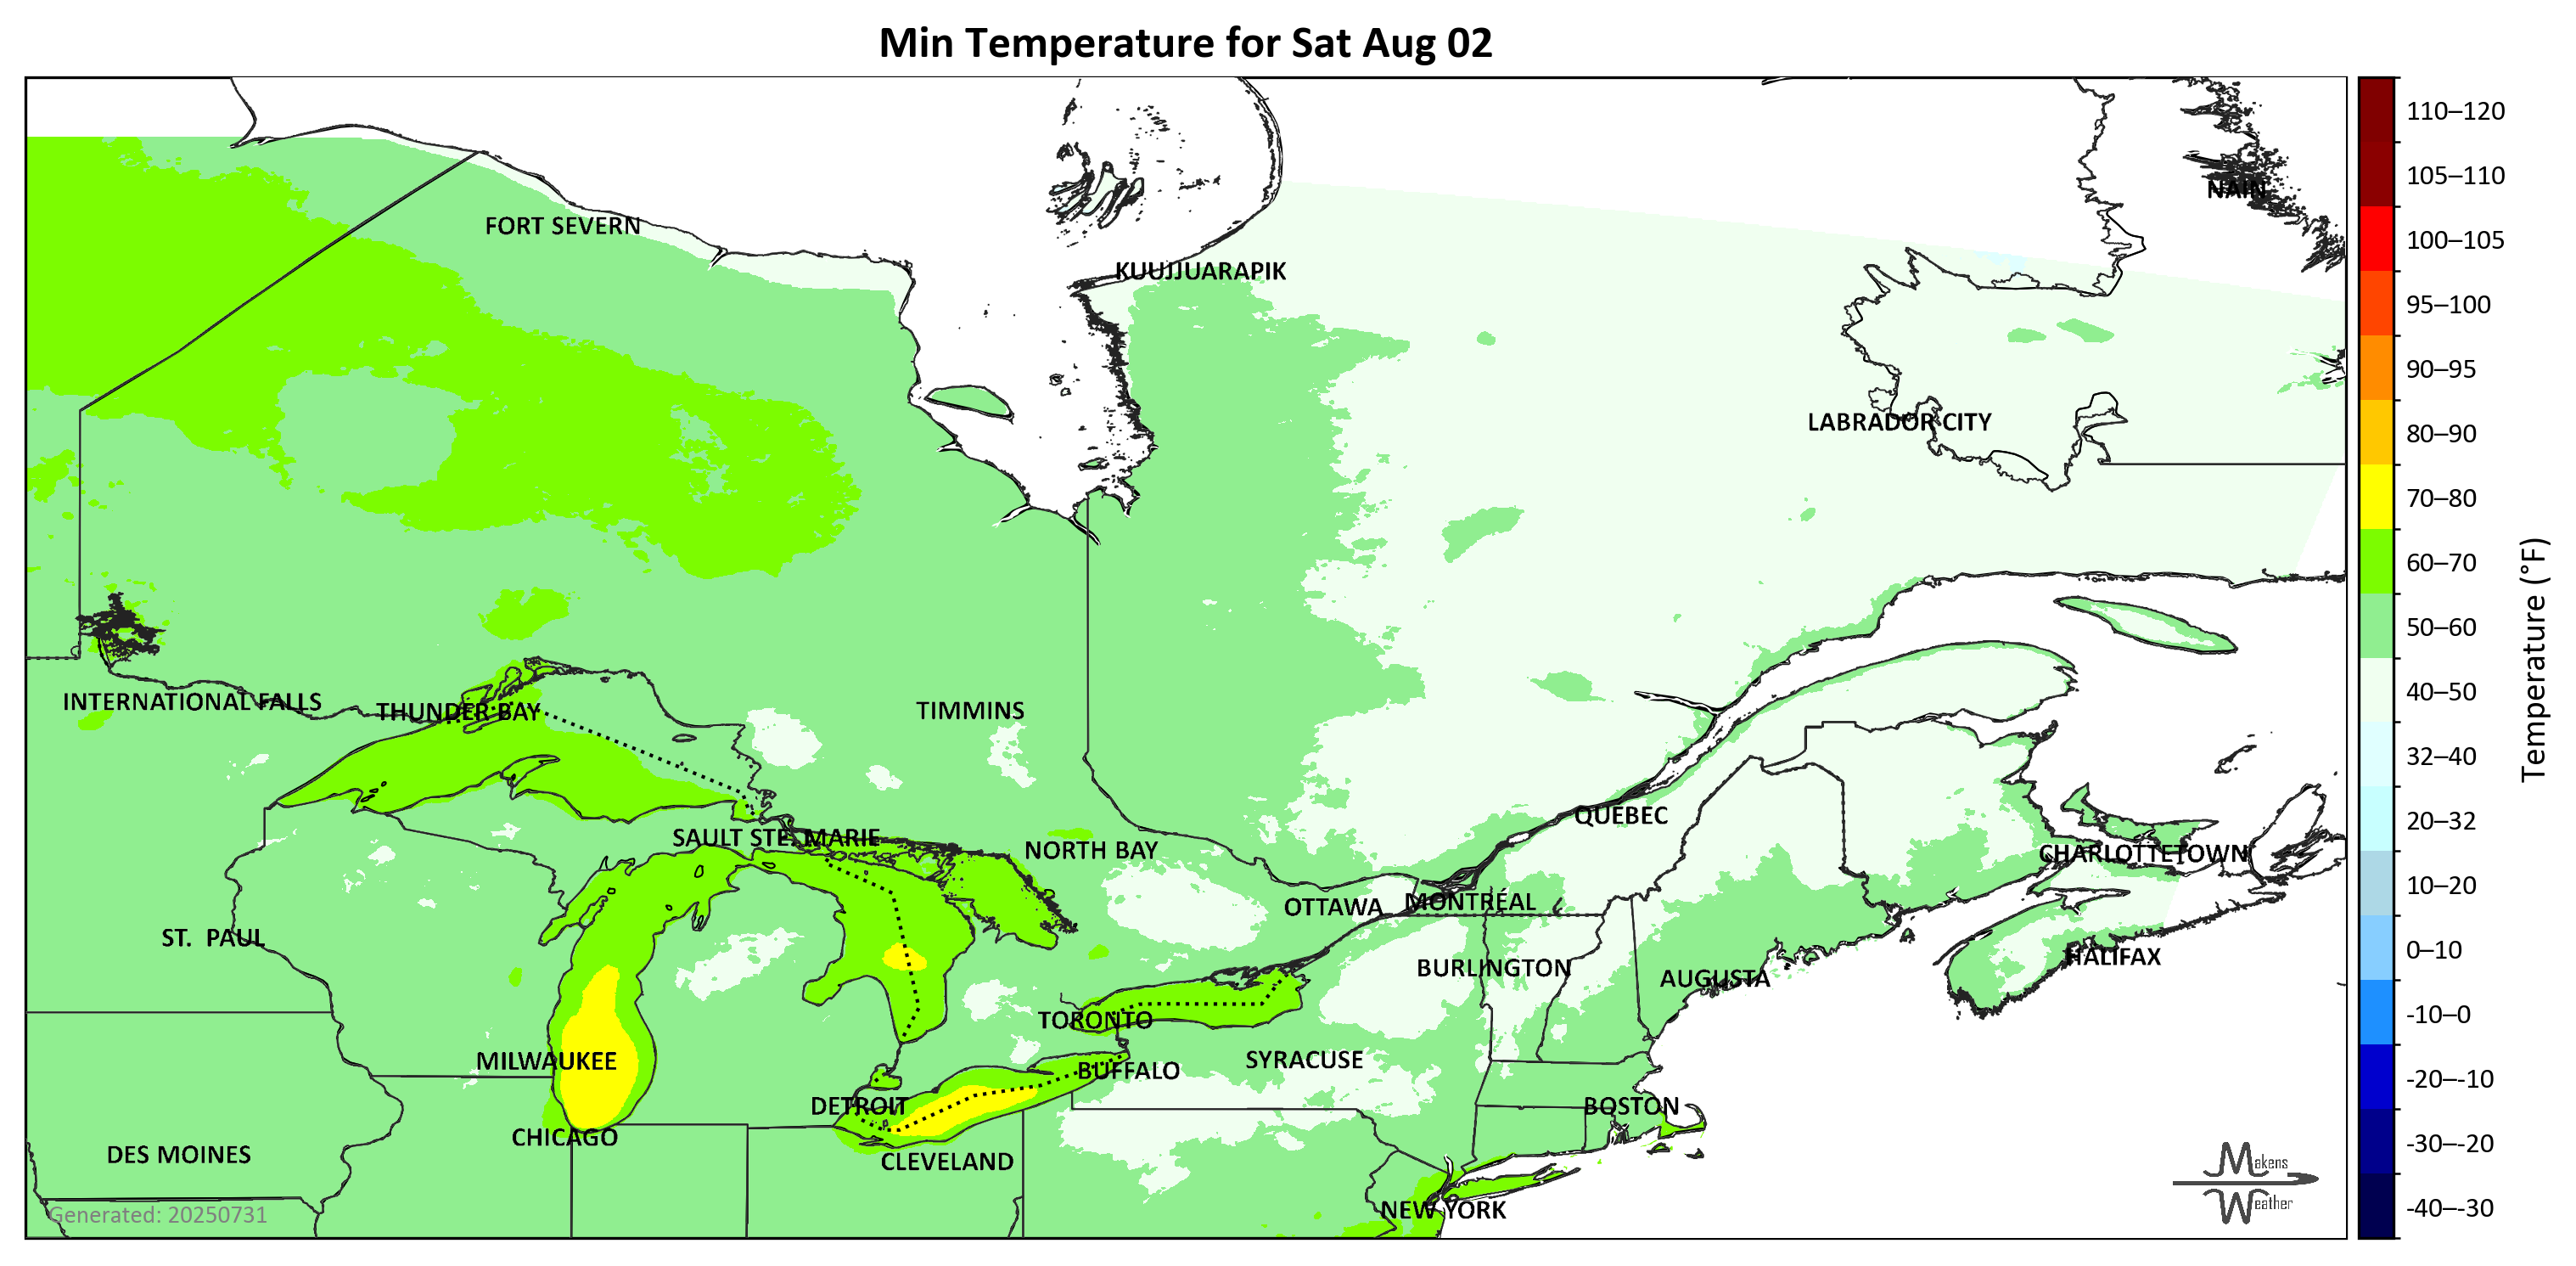 Min Temperature for Sat Aug 02
110–120
105–110
100–105
95–100
90–95
80–90
70–80
60–70
50–60
40–50
32–40
20–32
10–20
0–10
-10–0
-20–-10
-30–-20
-40–-30
Temperature (°F)
NAIN
FORT SEVERN
KUUJJUARAPIK
LABRADOR CITY
INTERNATIONAL FALLS
THUNDER BAY
TIMMINS
QUEBEC
SAULT STE. MARIE
NORTH BAY
CHARLOTTETOWN
OTTAWA
MONTRÉAL
ST. PAUL
HALIFAX
BURLINGTON
AUGUSTA
TORONTO
MILWAUKEE
BUFFALO
SYRACUSE
DETROIT
BOSTON
CHICAGO
DES MOINES
CLEVELAND
NEW YORK
Makens
Weather
Generated: 20250731